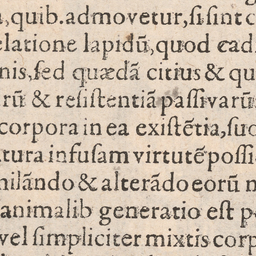 , quib. admovetur, si sint c
elatione lapidū, quod cad
nis, sed quædā citius & qu
rū & resistentiā passivarū
corpora in ea existētia, suo
tura infusam virtutē possi
milādo & alterādo eorū n
animalib generatio est p
vel simpliciter mixtis corp